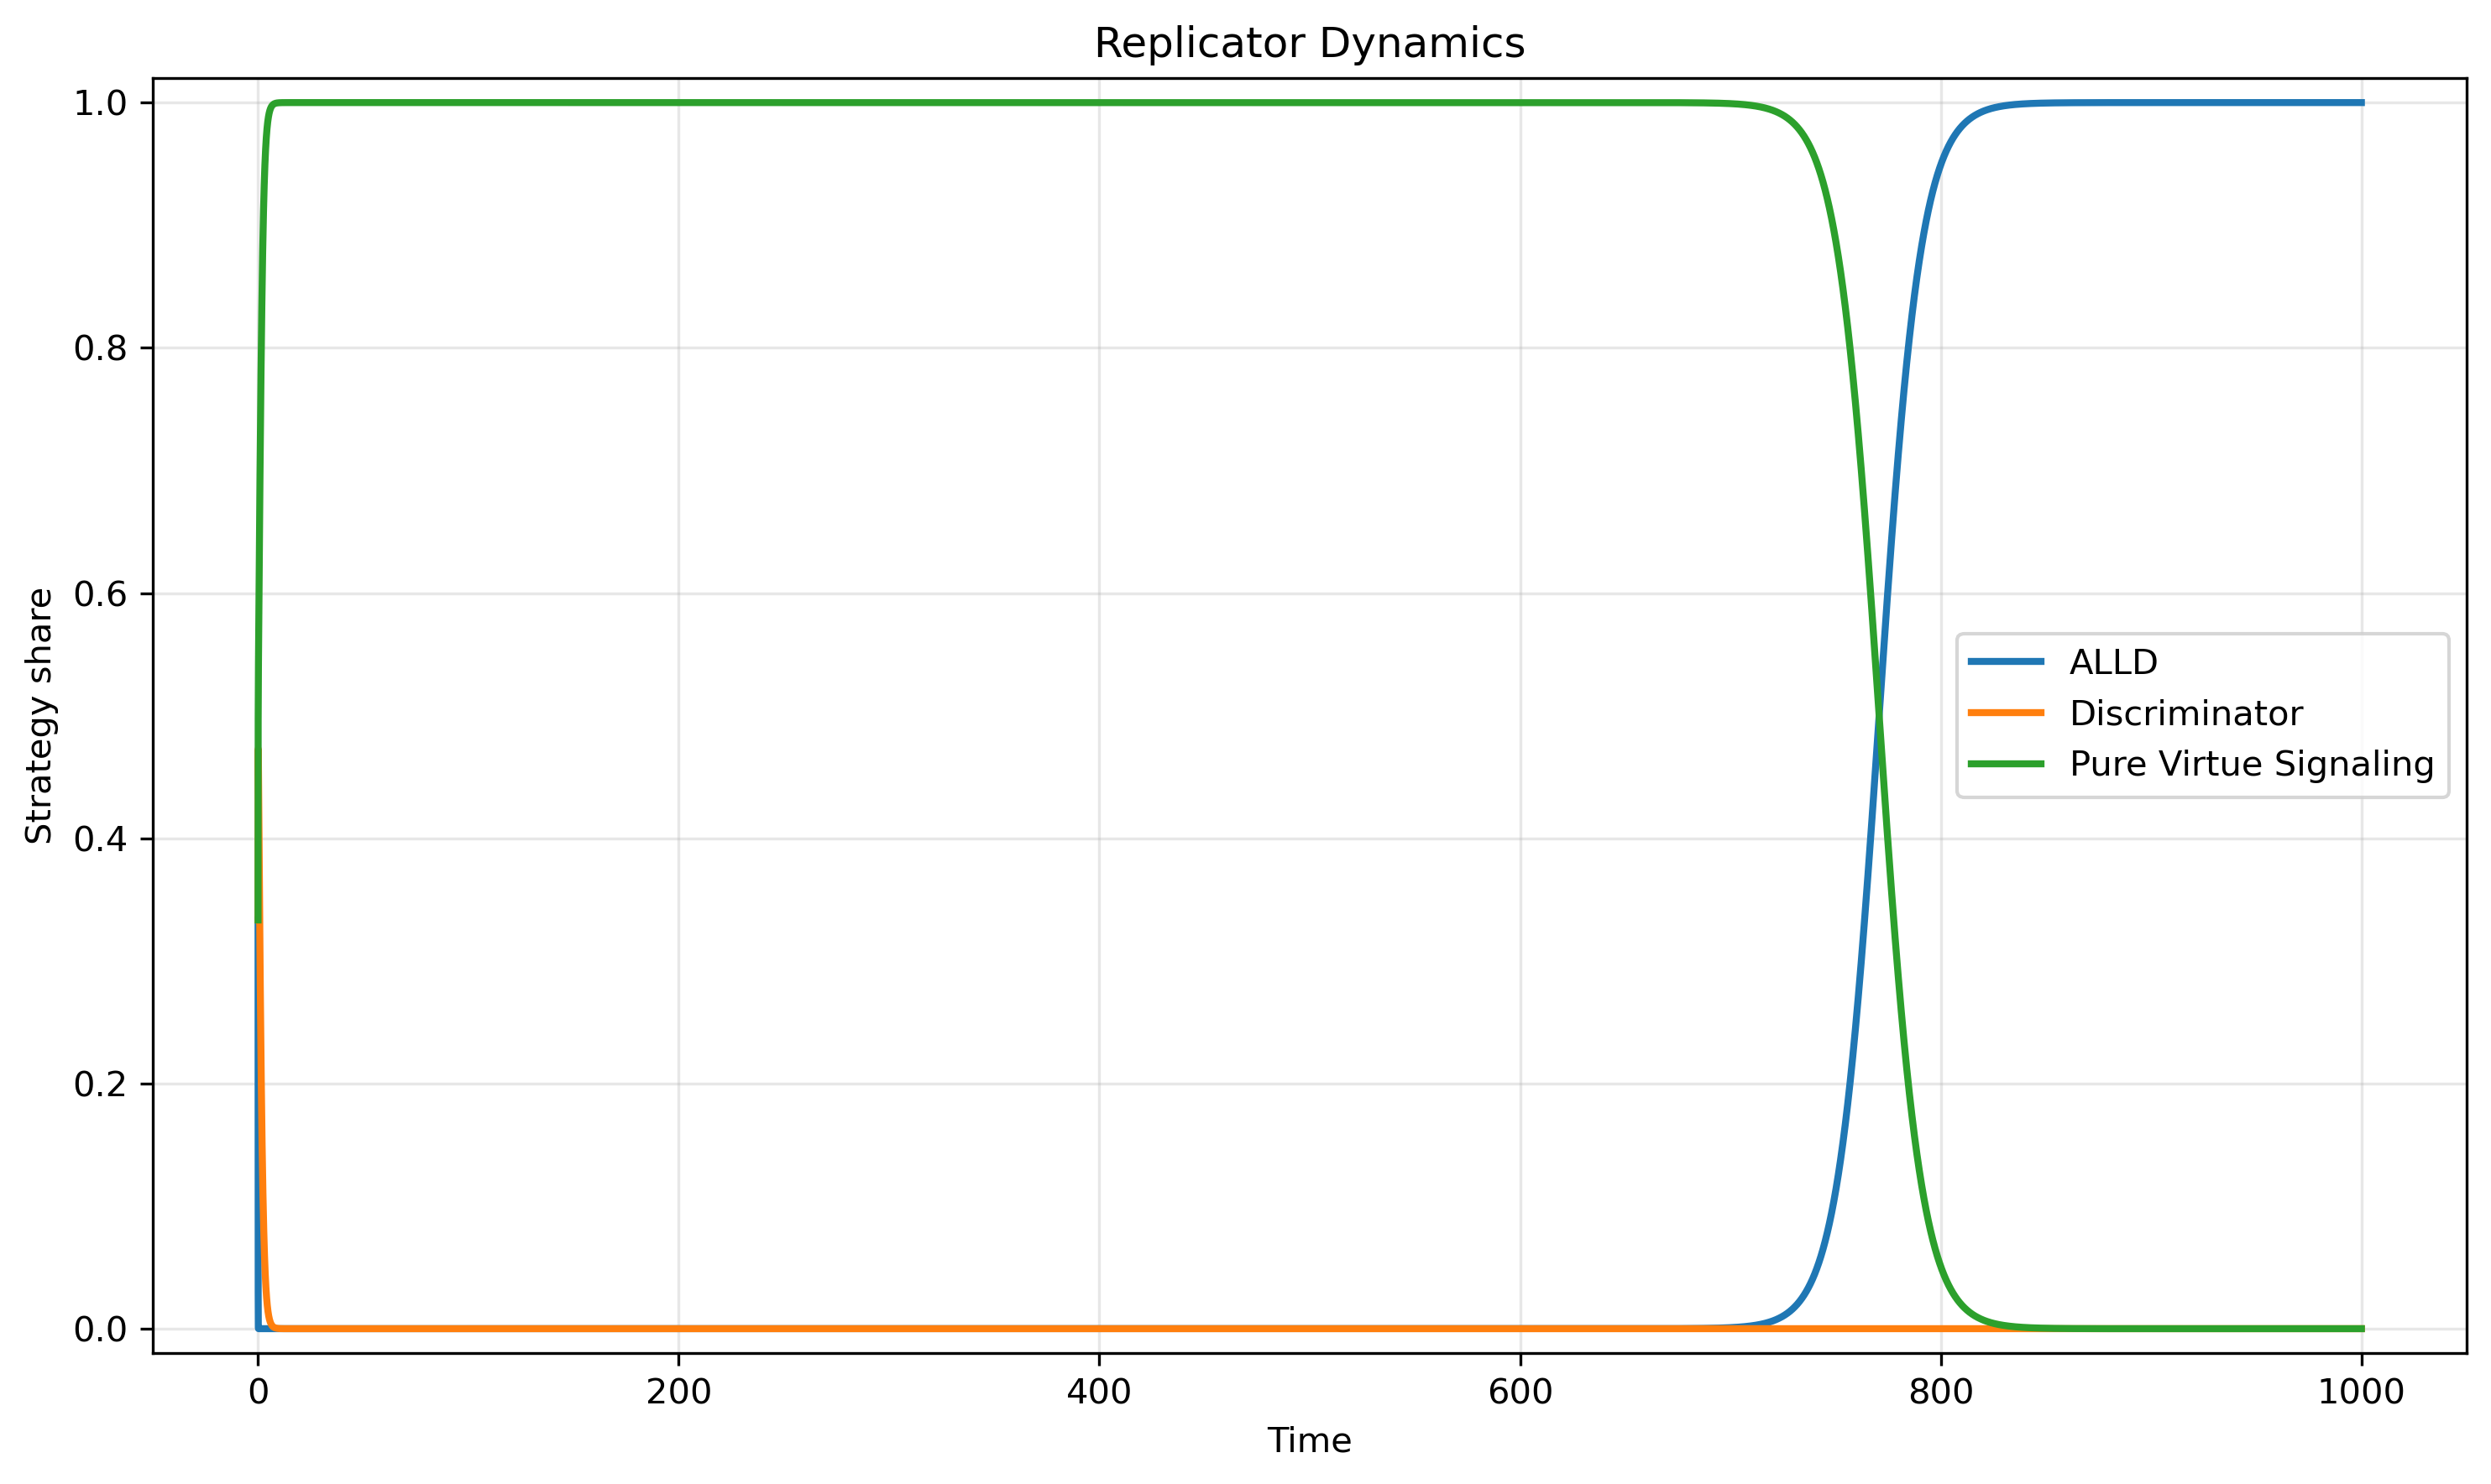 Replicator Dynamics
1.0
0.8
0.6
0.4
0.2
0.0
Strategy share
ALLD
Discriminator
Pure Virtue Signaling
0 200 400 600 800 1000
Time